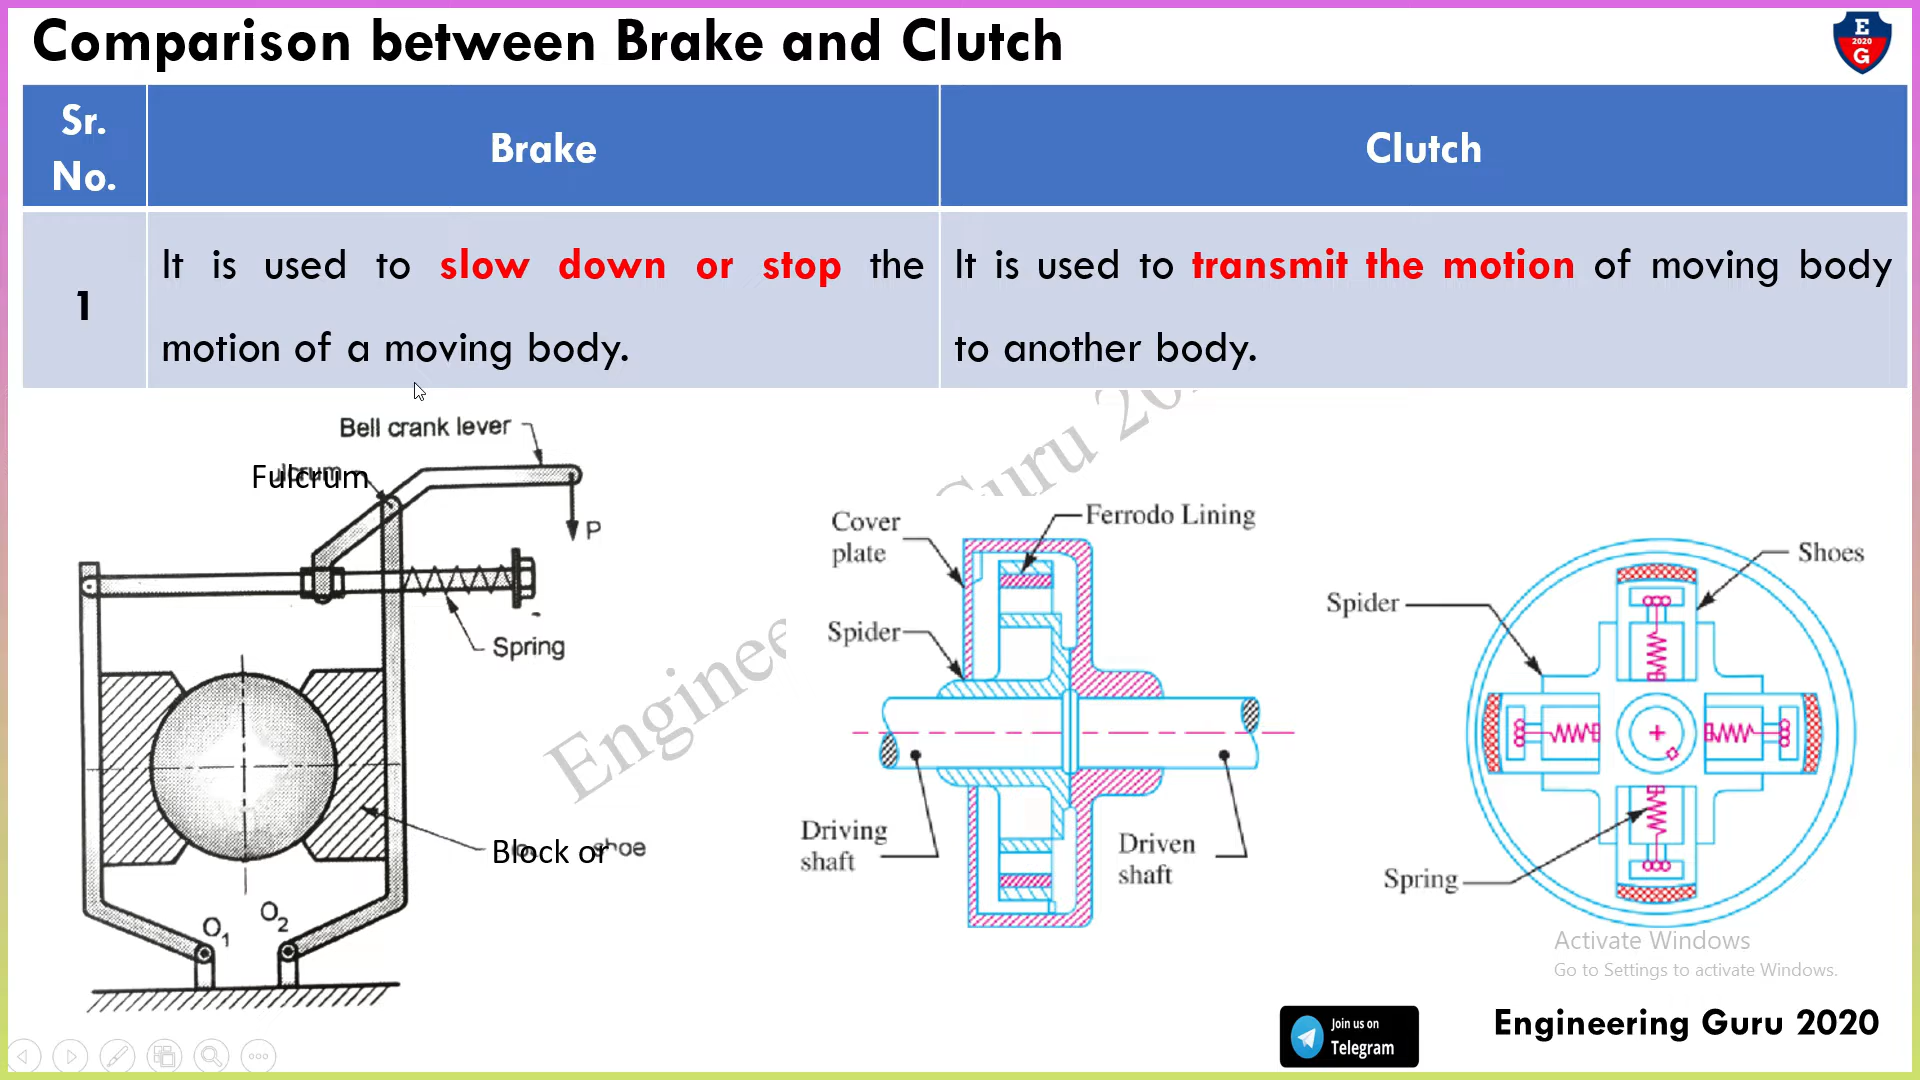 Comparison between Brake and Clutch
E
2020
G
Sr.
No.
Brake
Clutch
1
It is used to slow down or stop the
motion of a moving body.
It is used to transmit the motion of moving body
to another body.
Bell crank lever
Fulcrum
P
Spring
Block or shoe
O1
O2
Cover
plate
Ferrodo Lining
Spider
Driving
shaft
Driven
shaft
Shoes
Spider
Spring
Activate Windows
Go to Settings to activate Windows.
Join us on
Telegram
Engineering Guru 2020